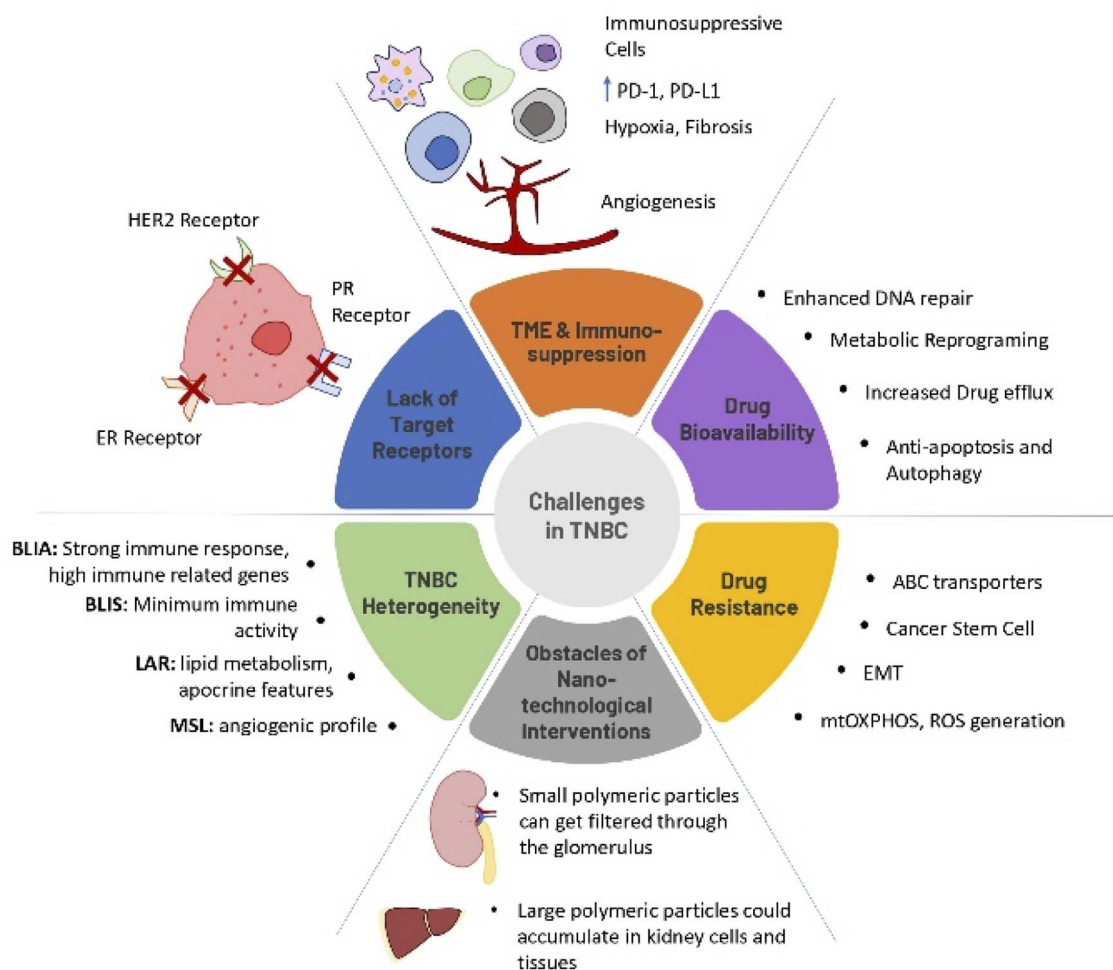 Immunosuppressive
Cells
↑ PD-1, PD-L1
Hypoxia, Fibrosis
Angiogenesis
HER2 Receptor
PR
Receptor
ER Receptor
TME & Immuno-
suppression
Lack of
Target
Receptors
Drug
Bioavailability
• Enhanced DNA repair
• Metabolic Reprograming
• Increased Drug efflux
• Anti-apoptosis and
Autophagy
Challenges
in TNBC
BLIA: Strong immune response,
high immune related genes
BLIS: Minimum immune
activity
LAR: lipid metabolism,
apocrine features
MSL: angiogenic profile
TNBC
Heterogeneity
Drug
Resistance
• ABC transporters
• Cancer Stem Cell
• EMT
• mtOXPHOS, ROS generation
Obstacles of
Nano-
technological
Interventions
• Small polymeric particles
can get filtered through
the glomerulus
• Large polymeric particles could
accumulate in kidney cells and
tissues